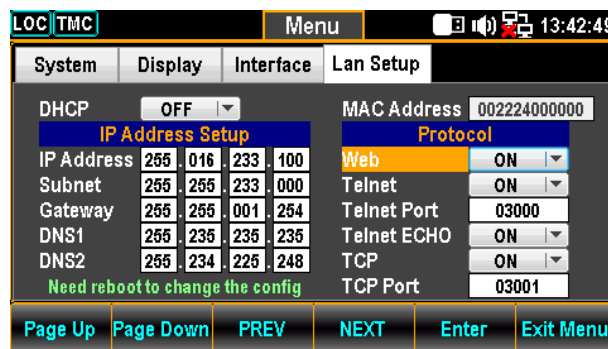 LOC TMC Menu 13:42:49
System Display Interface Lan Setup
DHCP OFF MAC Address 002224000000
IP Address Setup Protocol
IP Address 255 . 016 . 233 . 100 Web ON
Subnet 255 . 255 . 233 . 000 Telnet ON
Gateway 255 . 255 . 001 . 254 Telnet Port 03000
DNS1 255 . 235 . 235 . 235 Telnet ECHO ON
DNS2 255 . 234 . 225 . 248 TCP ON
Need reboot to change the config TCP Port 03001
Page Up Page Down PREV NEXT Enter Exit Menu